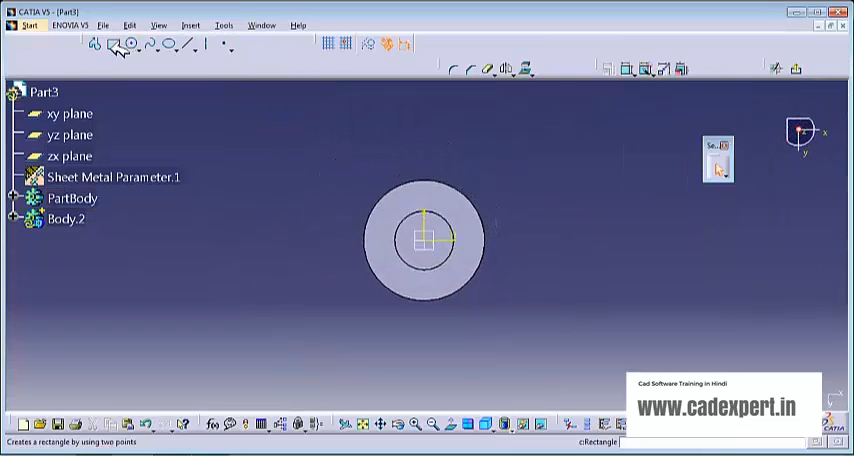 CATIA V5 - [Part3]
Start ENOVIA V5 File Edit View Insert Tools Window Help
Part3
xy plane
yz plane
zx plane
Sheet Metal Parameter.1
PartBody
Body.2
Se...
x
y
z
Cad Software Training in Hindi
www.cadexpert.in
f(x)
CATIA
Creates a rectangle by using two points
c:Rectangle